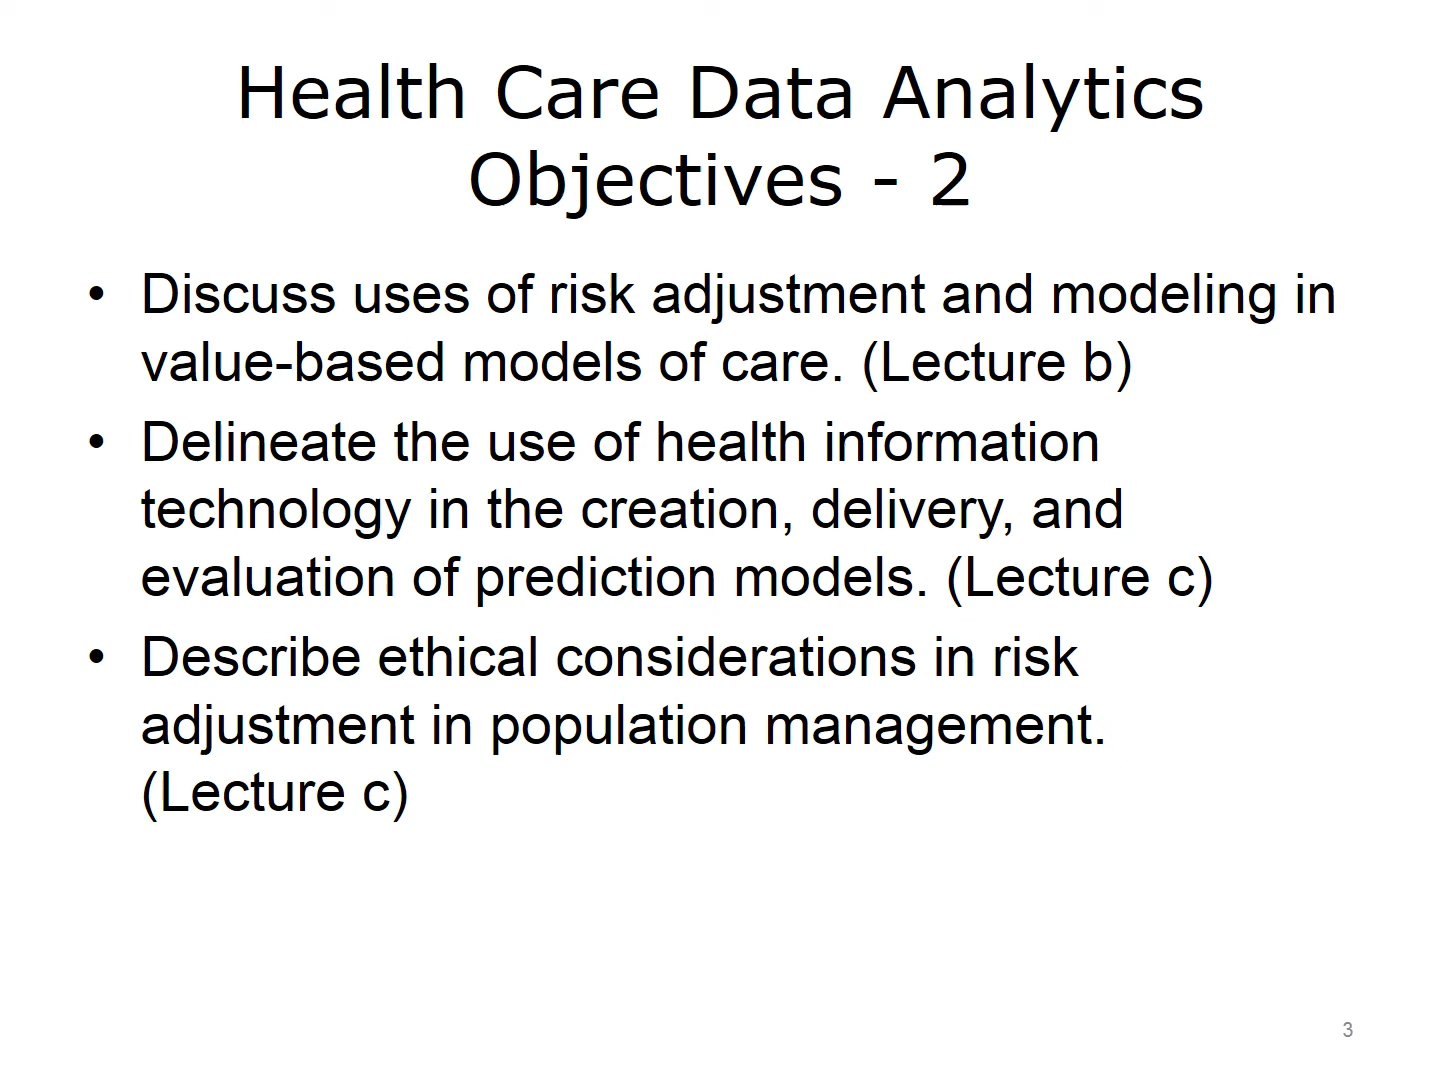 Health Care Data Analytics
Objectives - 2
• Discuss uses of risk adjustment and modeling in
value-based models of care. (Lecture b)
• Delineate the use of health information
technology in the creation, delivery, and
evaluation of prediction models. (Lecture c)
• Describe ethical considerations in risk
adjustment in population management.
(Lecture c)
3